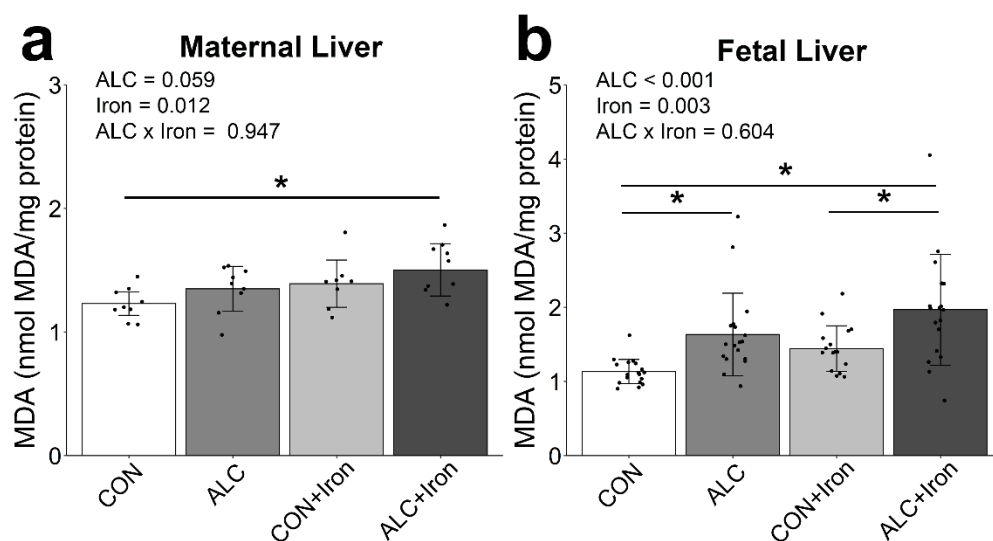 a
Maternal Liver
ALC = 0.059
Iron = 0.012
ALC x Iron = 0.947
MDA (nmol MDA/mg protein)
3
2
1
0
*
CON
ALC
CON+Iron
ALC+Iron
b
Fetal Liver
ALC < 0.001
Iron = 0.003
ALC x Iron = 0.604
MDA (nmol MDA/mg protein)
5
4
3
2
1
0
*
*
*
CON
ALC
CON+Iron
ALC+Iron